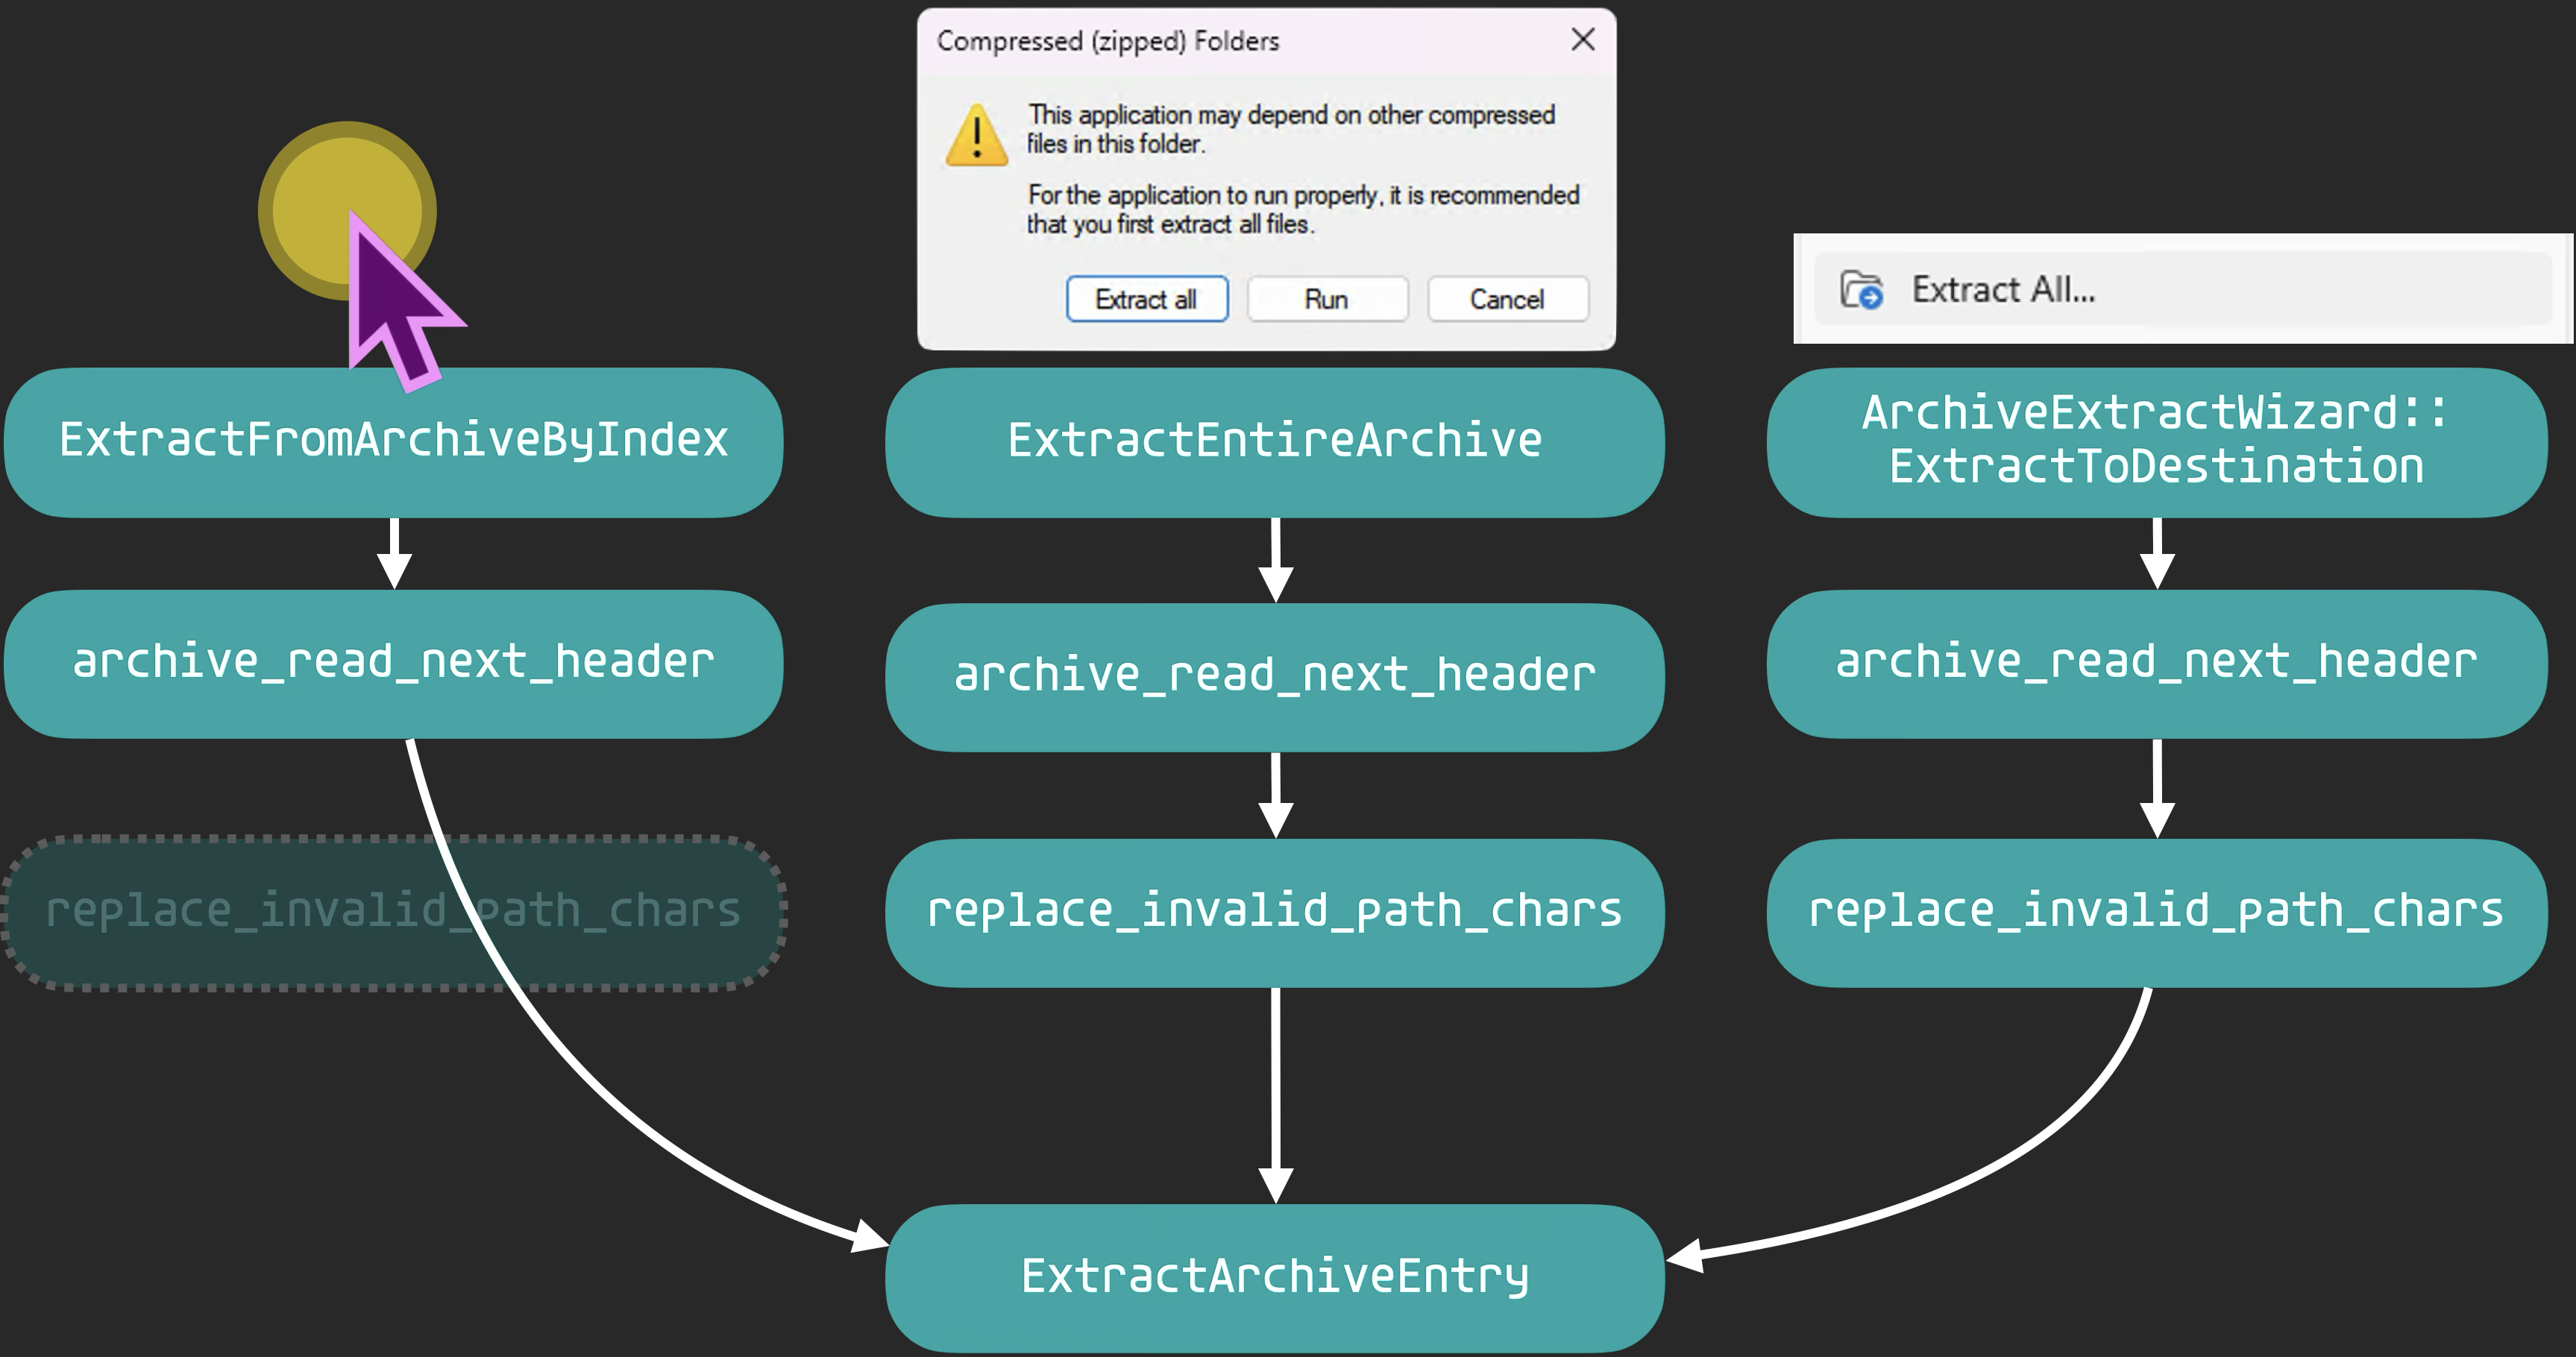 Compressed (zipped) Folders
This application may depend on other compressed
files in this folder.
For the application to run properly, it is recommended
that you first extract all files.
Extract all
Run
Cancel
Extract All...
ExtractFromArchiveByIndex
ExtractEntireArchive
ArchiveExtractWizard::
ExtractToDestination
archive_read_next_header
archive_read_next_header
archive_read_next_header
replace_invalid_path_chars
replace_invalid_path_chars
replace_invalid_path_chars
ExtractArchiveEntry